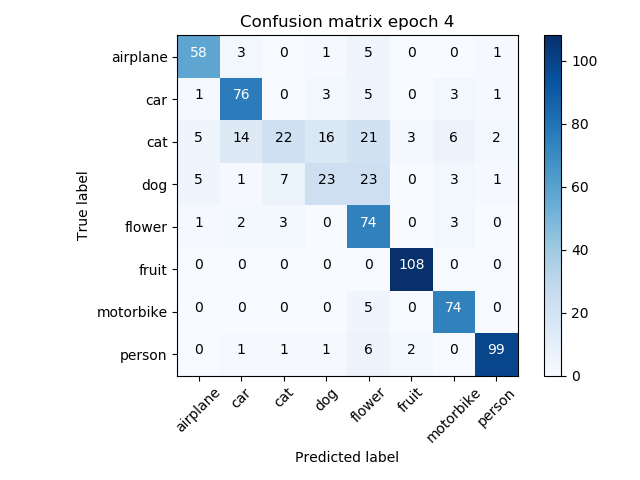 Confusion matrix epoch 4
airplane 58 3 0 1 5 0 0 1
car 1 76 0 3 5 0 3 1
cat 5 14 22 16 21 3 6 2
dog 5 1 7 23 23 0 3 1
flower 1 2 3 0 74 0 3 0
fruit 0 0 0 0 0 108 0 0
motorbike 0 0 0 0 5 0 74 0
person 0 1 1 1 6 2 0 99
airplane car cat dog flower fruit motorbike person
True label
Predicted label
100
80
60
40
20
0